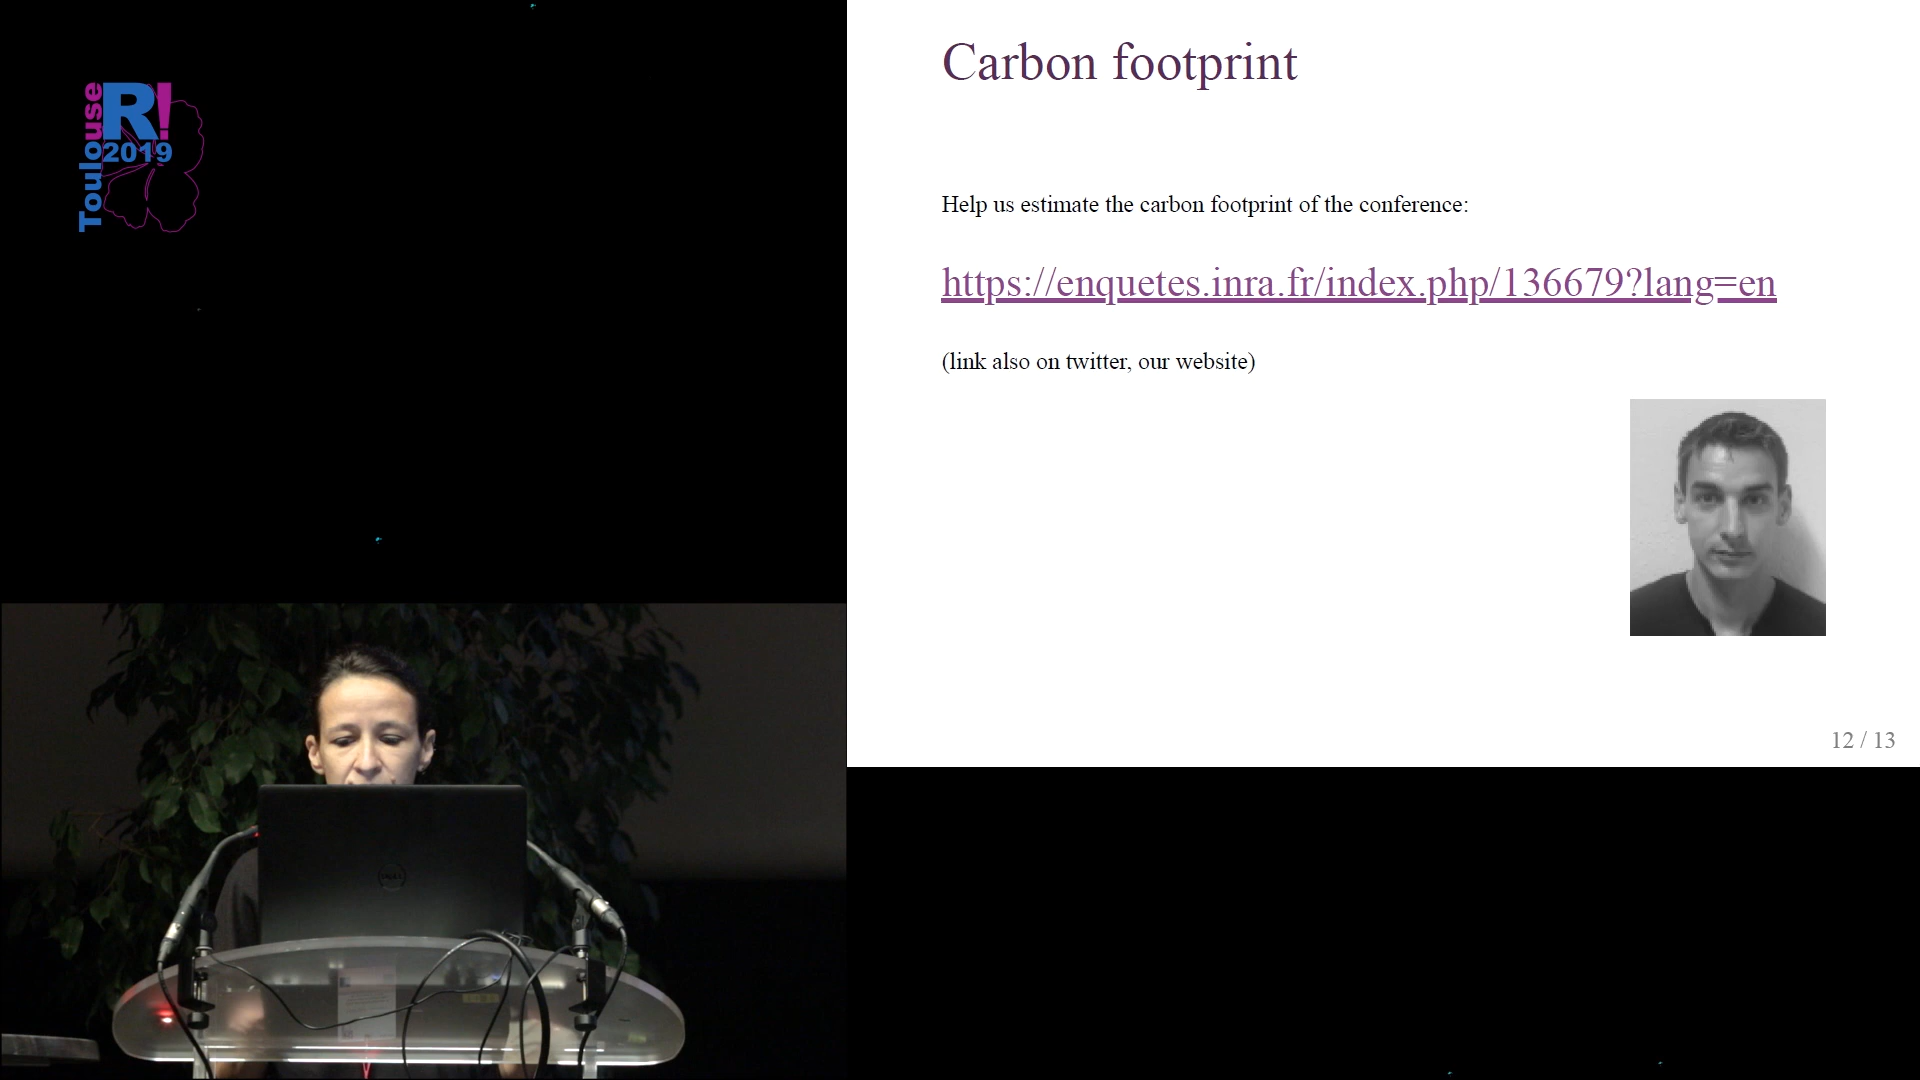 Toulouse
R!
2019
Carbon footprint
Help us estimate the carbon footprint of the conference:
https://enquetes.inra.fr/index.php/136679?lang=en
(link also on twitter, our website)
12 / 13
DELL